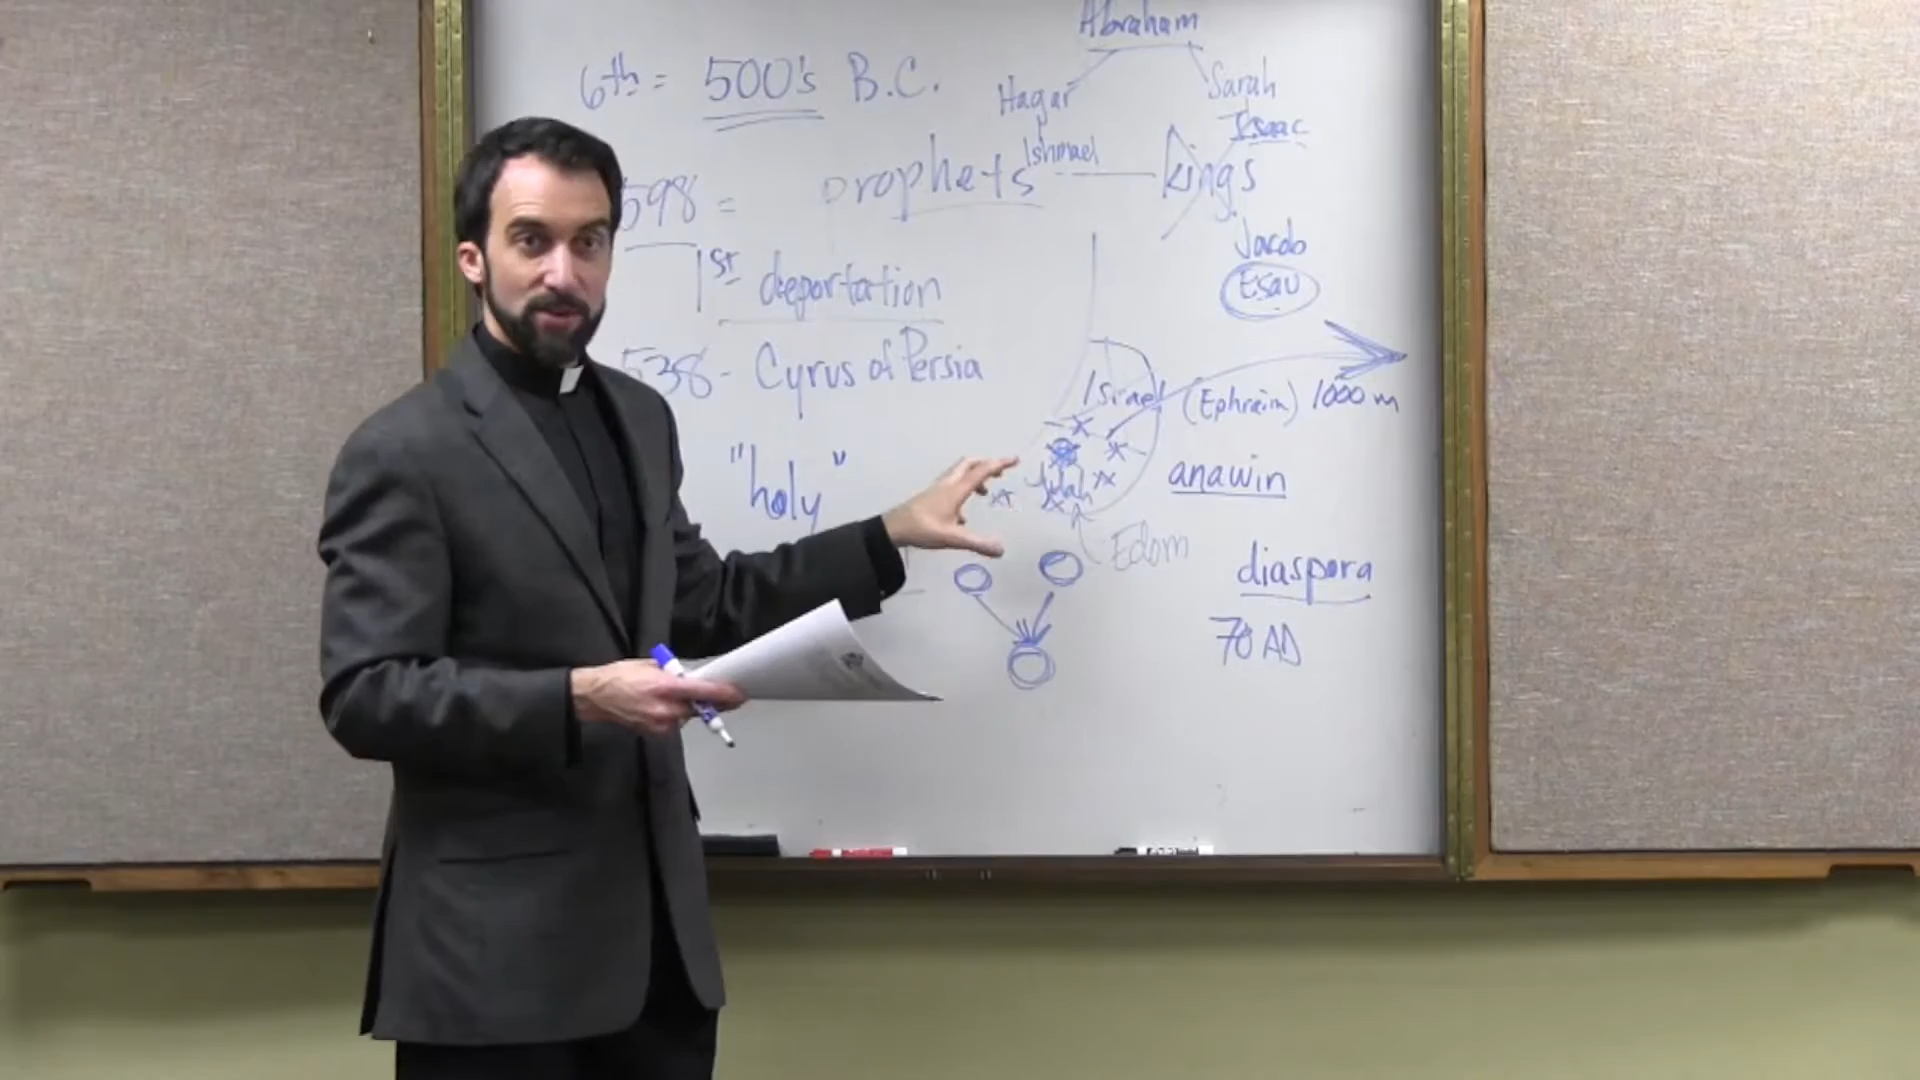 Abraham
6th = 500's B.C.
Hagar
Sarah
Isaac
Ishmael
598 = prophets — kings
1st deportation
Jacob
Esau
538 - Cyrus of Persia
Israel (Ephraim) 1000 m
"holy"
Judah
anawin
Edom
diaspora
70 AD